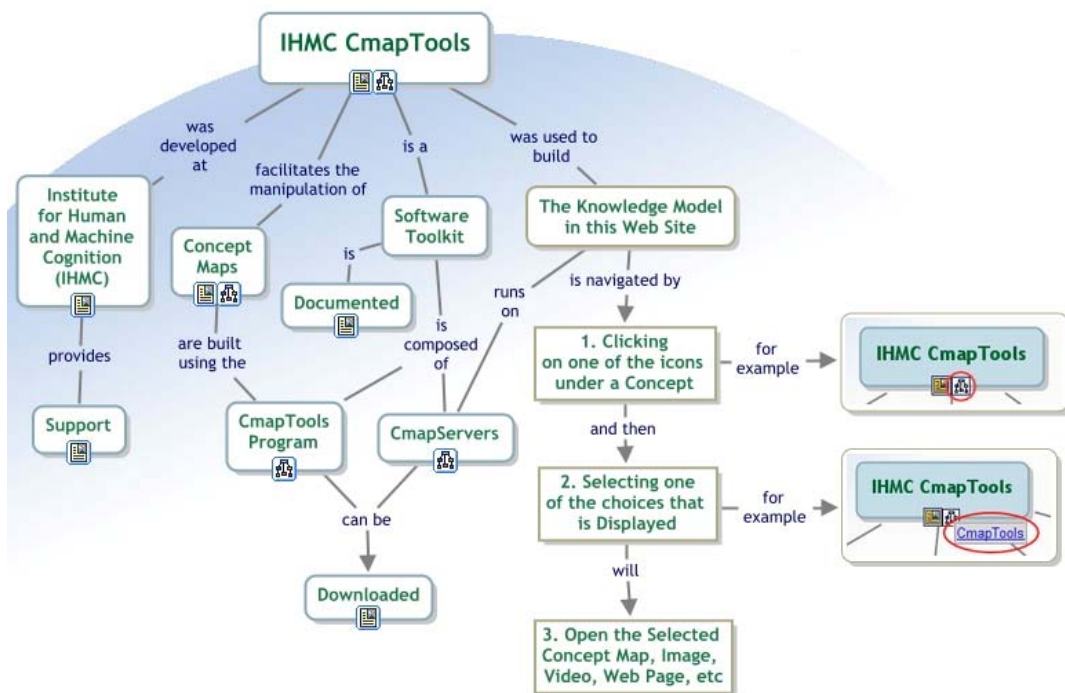 IHMC CmapTools
was
developed
at
facilitates the
manipulation of
is a
was used to
build
Institute
for Human
and Machine
Cognition
(IHMC)
Concept
Maps
Software
Toolkit
The Knowledge Model
in this Web Site
is
Documented
is navigated by
runs
on
provides
are built
using the
is
composed
of
1. Clicking
on one of the icons
under a Concept
for
example
IHMC CmapTools
Support
CmapTools
Program
CmapServers
and then
2. Selecting one
of the choices that
is Displayed
for
example
IHMC CmapTools
CmapTools
can be
Downloaded
will
3. Open the Selected
Concept Map, Image,
Video, Web Page, etc